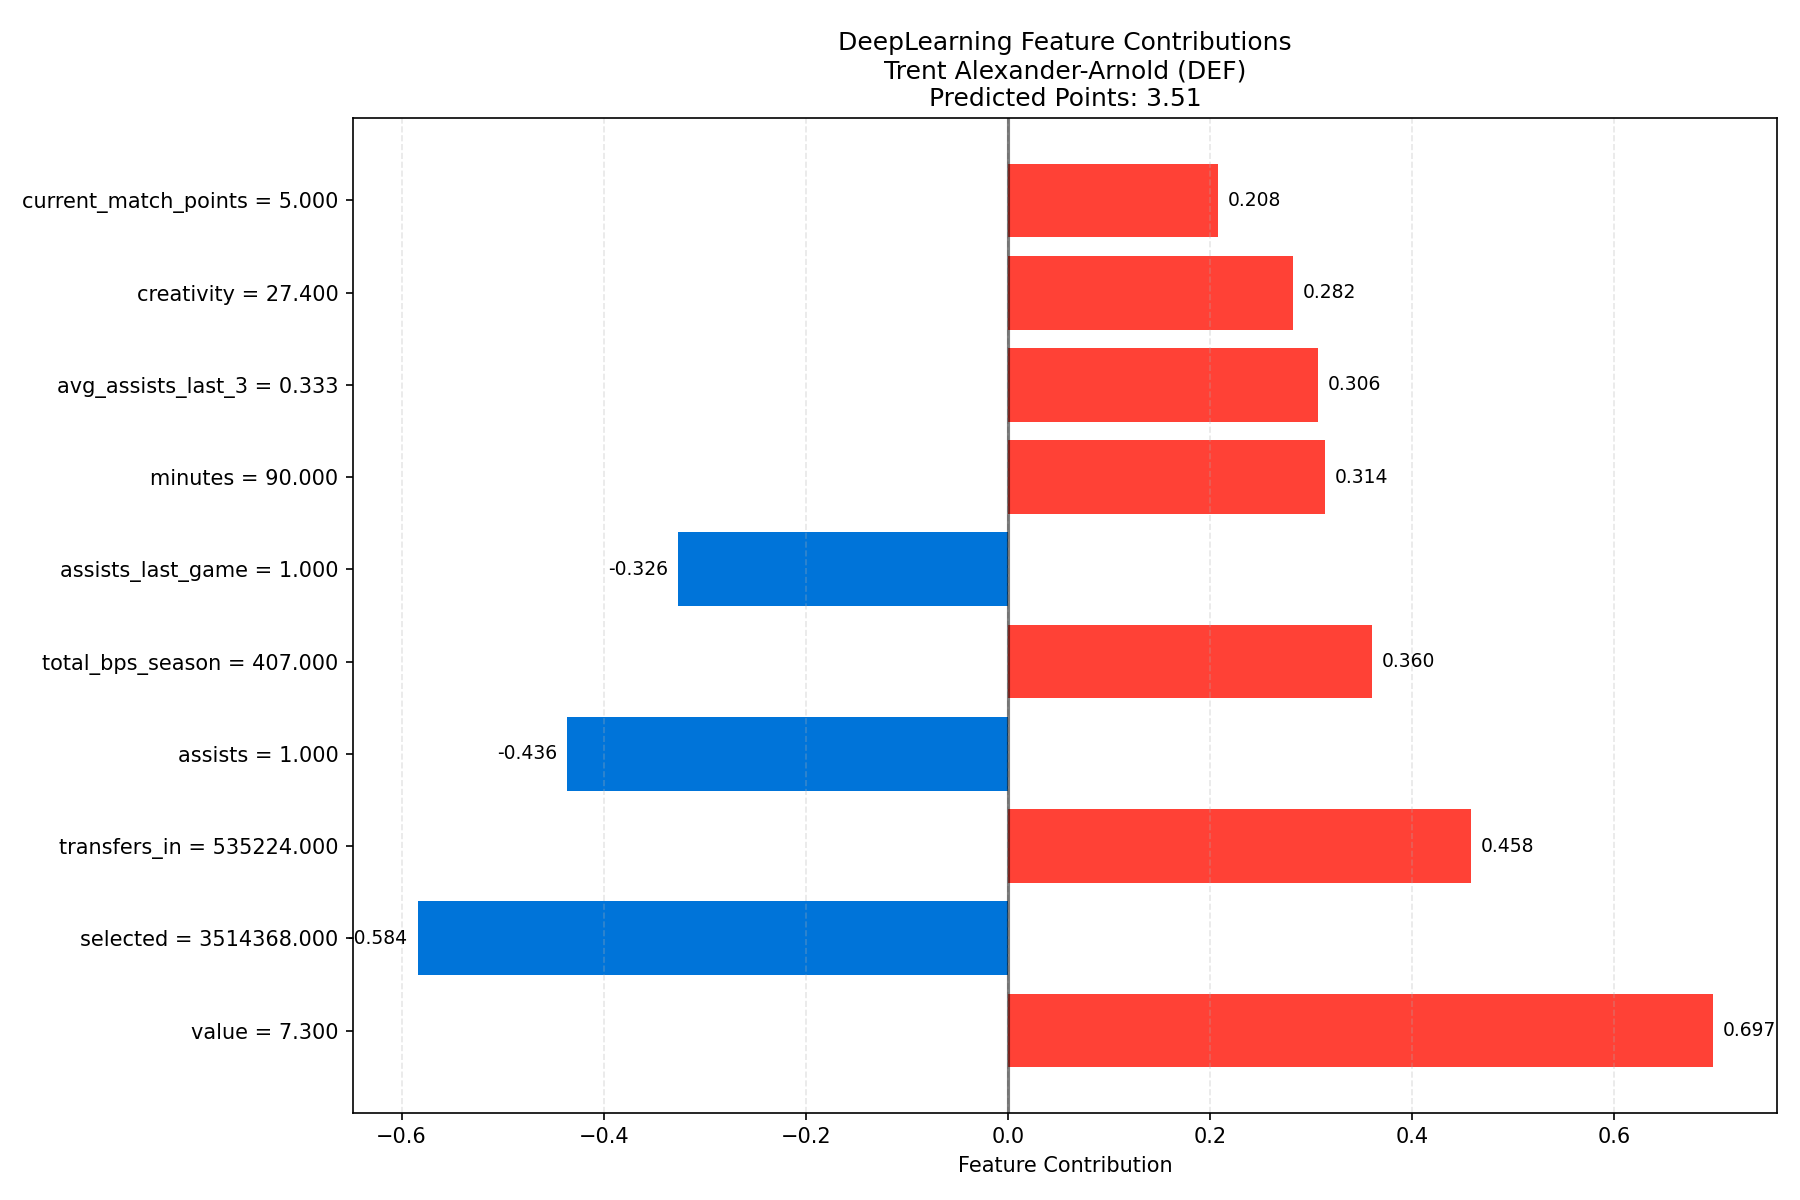 DeepLearning Feature Contributions
Trent Alexander-Arnold (DEF)
Predicted Points: 3.51
current_match_points = 5.000
0.208
creativity = 27.400
0.282
avg_assists_last_3 = 0.333
0.306
minutes = 90.000
0.314
assists_last_game = 1.000
-0.326
total_bps_season = 407.000
0.360
assists = 1.000
-0.436
transfers_in = 535224.000
0.458
selected = 3514368.000
0.584
value = 7.300
0.697
−0.6 −0.4 −0.2 0.0 0.2 0.4 0.6
Feature Contribution